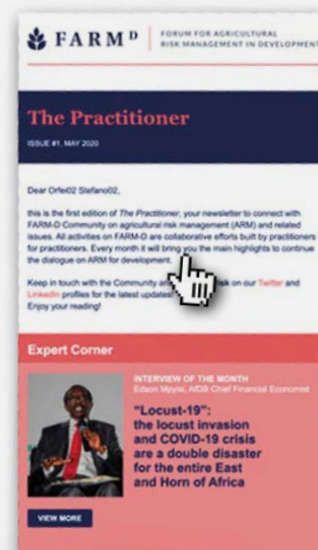 FARM D
FORUM FOR AGRICULTURAL
RISK MANAGEMENT IN DEVELOPMENT
The Practitioner
ISSUE #1, MAY 2020
Dear Orfei02 Stefano02,
this is the first edition of The Practitioner, your newsletter to connect with
FARM-D Community on agricultural risk management (ARM) and related
issues. All activities on FARM-D are collaborative efforts built by practitioners
for practitioners. Every month it will bring you the main highlights to continue
the dialogue on ARM for development.
Keep in touch with the Community risk on our Twitter and
LinkedIn profiles for the latest updates
Enjoy your reading!
Expert Corner
INTERVIEW OF THE MONTH
Edson Mpyisi, AfDB Chief Financial Economist
“Locust-19”:
the locust invasion
and COVID-19 crisis
are a double disaster
for the entire East
and Horn of Africa
VIEW MORE